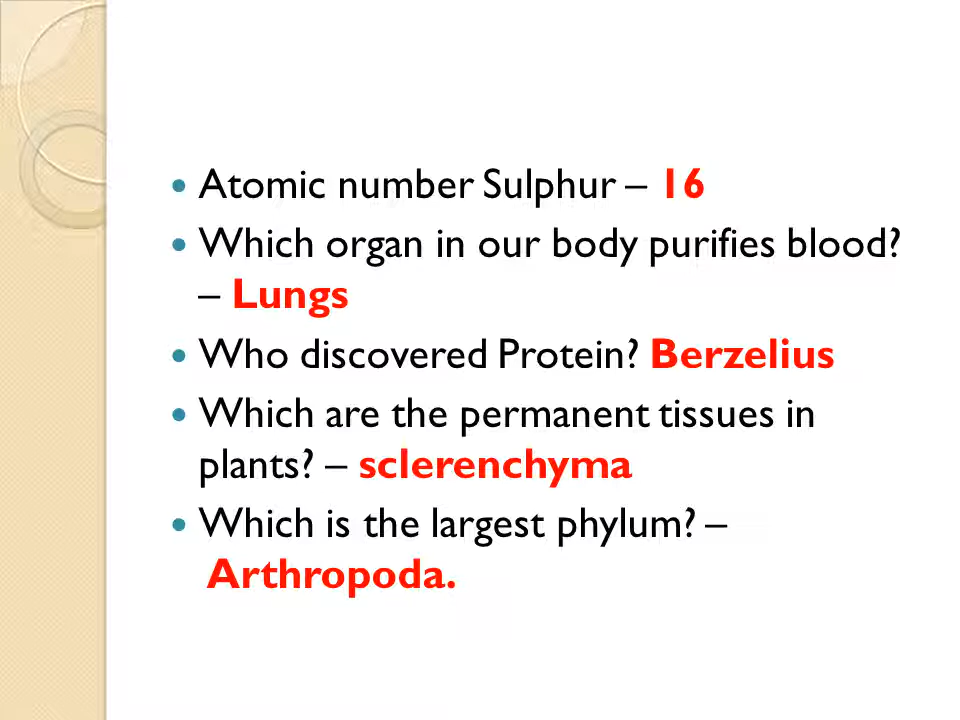 • Atomic number Sulphur – 16
• Which organ in our body purifies blood?
– Lungs
• Who discovered Protein? Berzelius
• Which are the permanent tissues in
plants? – sclerenchyma
• Which is the largest phylum? –
Arthropoda.